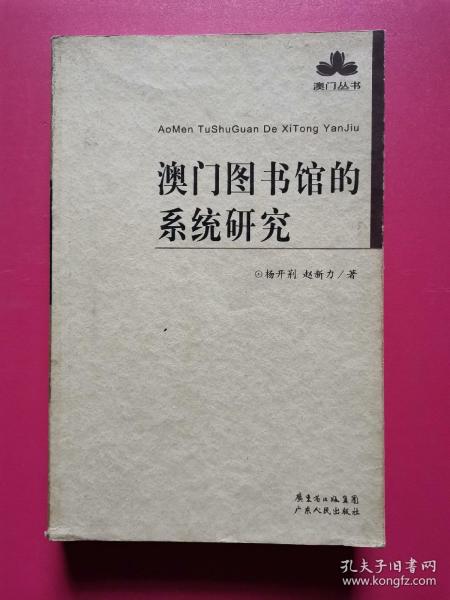 澳门丛书
AoMen TuShuGuan De XiTong YanJiu
澳门图书馆的
系统研究
⊙杨开荆 赵新力/著
广东省出版集团
广东人民出版社
孔夫子旧书网
www.kongfz.com